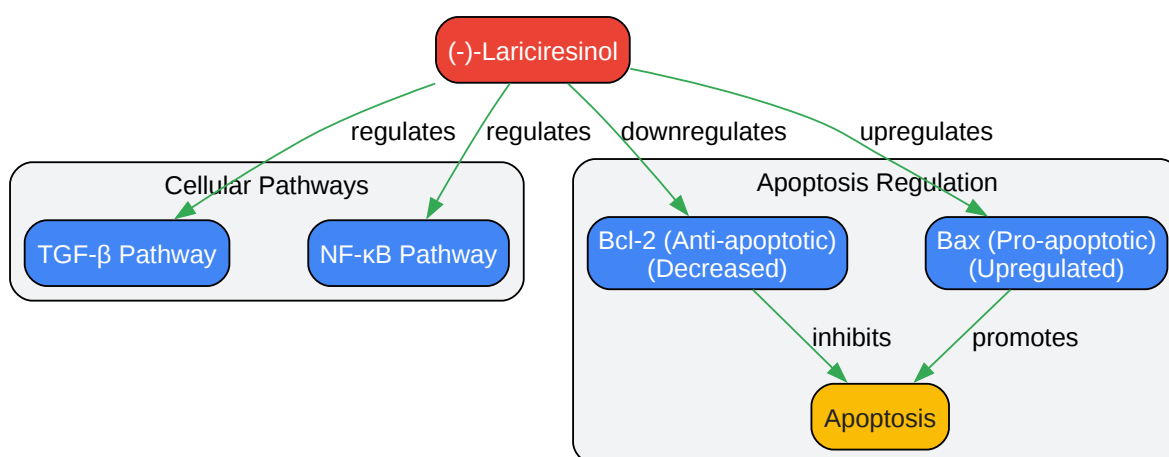 (-)-Lariciresinol
regulates
regulates
downregulates
upregulates
Cellular Pathways
Apoptosis Regulation
TGF-β Pathway
NF-κB Pathway
Bcl-2 (Anti-apoptotic)
(Decreased)
Bax (Pro-apoptotic)
(Upregulated)
inhibits
promotes
Apoptosis